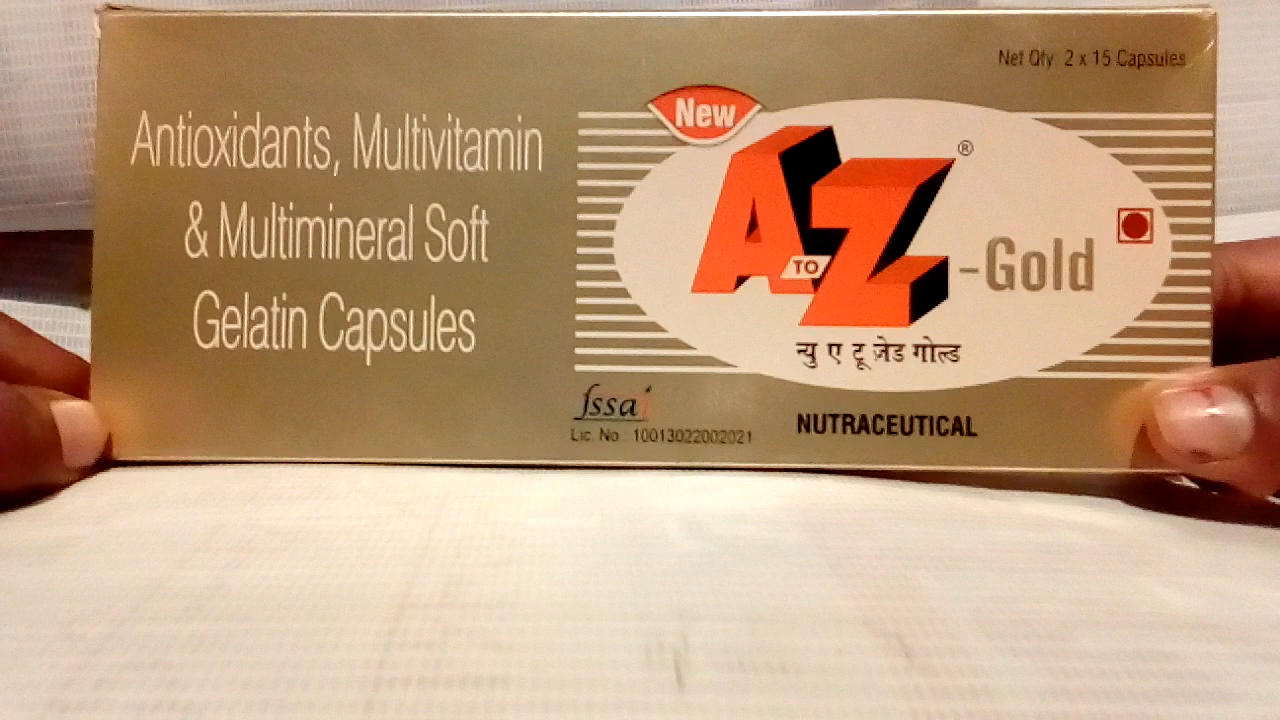 Net Qty 2 x 15 Capsules
Antioxidants, Multivitamin
& Multimineral Soft
Gelatin Capsules
New
A TO Z ® -Gold
न्यु ए टू ज़ेड गोल्ड
fssai
Lic. No : 10013022002021
NUTRACEUTICAL